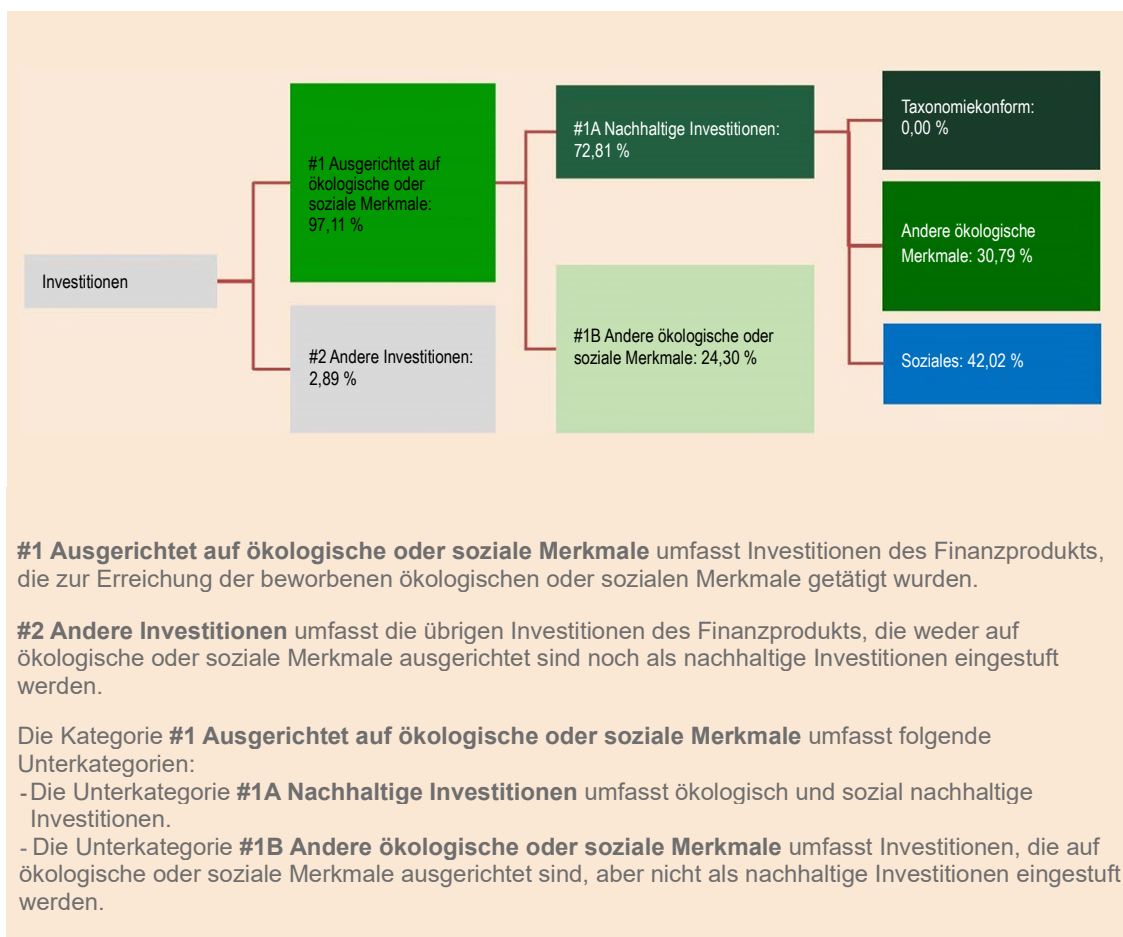 Investitionen
#1 Ausgerichtet auf
ökologische oder
soziale Merkmale:
97,11 %
#2 Andere Investitionen:
2,89 %
#1A Nachhaltige Investitionen:
72,81 %
#1B Andere ökologische oder
soziale Merkmale: 24,30 %
Taxonomiekonform:
0,00 %
Andere ökologische
Merkmale: 30,79 %
Soziales: 42,02 %
#1 Ausgerichtet auf ökologische oder soziale Merkmale umfasst Investitionen des Finanzprodukts,
die zur Erreichung der beworbenen ökologischen oder sozialen Merkmale getätigt wurden.
#2 Andere Investitionen umfasst die übrigen Investitionen des Finanzprodukts, die weder auf
ökologische oder soziale Merkmale ausgerichtet sind noch als nachhaltige Investitionen eingestuft
werden.
Die Kategorie #1 Ausgerichtet auf ökologische oder soziale Merkmale umfasst folgende
Unterkategorien:
- Die Unterkategorie #1A Nachhaltige Investitionen umfasst ökologisch und sozial nachhaltige
Investitionen.
- Die Unterkategorie #1B Andere ökologische oder soziale Merkmale umfasst Investitionen, die auf
ökologische oder soziale Merkmale ausgerichtet sind, aber nicht als nachhaltige Investitionen eingestuft
werden.